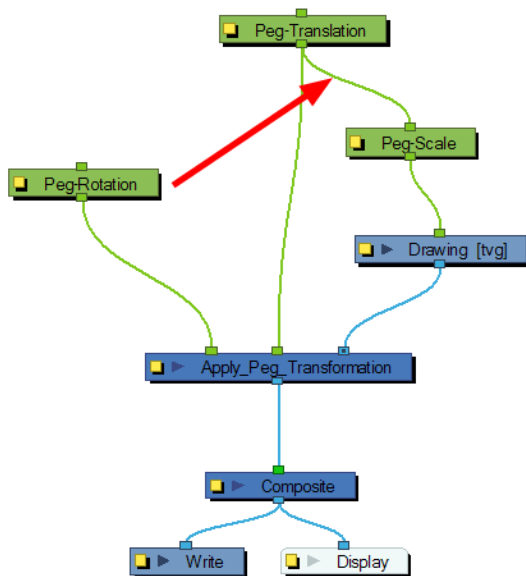 Peg-Translation
Peg-Scale
Peg-Rotation
Drawing [tvg]
Apply_Peg_Transformation
Composite
Write
Display